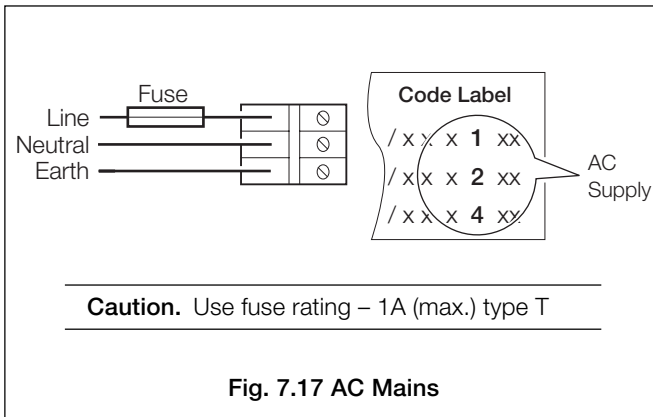 Fuse
Line
Neutral
Earth
Code Label
/ x x x 1 xx
/ x x x 2 xx
/ x x x 4 xx
AC
Supply
Caution. Use fuse rating – 1A (max.) type T
Fig. 7.17 AC Mains